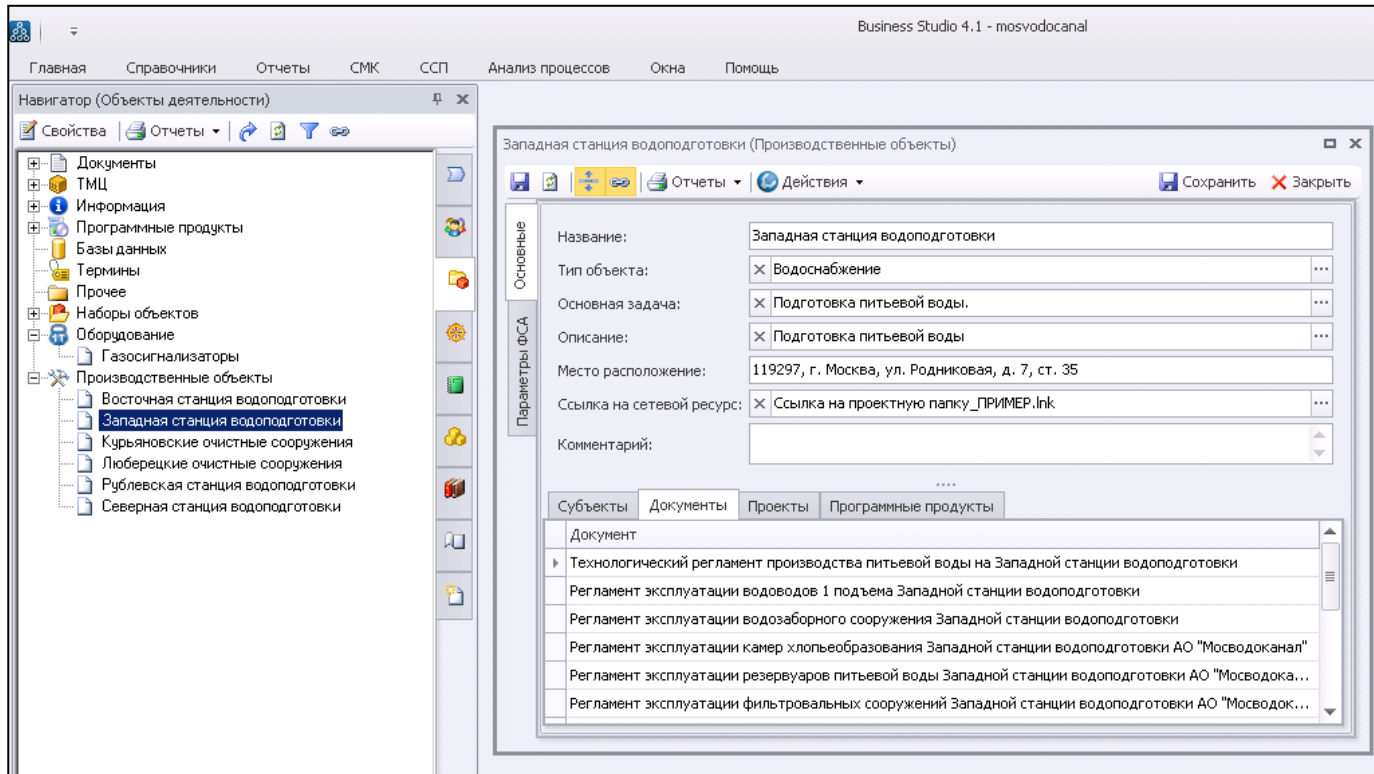 Business Studio 4.1 - mosvodocanal
Главная Справочники Отчеты СМК ССП Анализ процессов Окна Помощь
Навигатор (Объекты деятельности)
Свойства Отчеты
Документы
ТМЦ
Информация
Программные продукты
Базы данных
Термины
Прочее
Наборы объектов
Оборудование
Газосигнализаторы
Производственные объекты
Восточная станция водоподготовки
Западная станция водоподготовки
Курьяновские очистные сооружения
Люберецкие очистные сооружения
Рублевская станция водоподготовки
Северная станция водоподготовки
Западная станция водоподготовки (Производственные объекты)
Отчеты Действия Сохранить Закрыть
Основные
Параметры ФСА
Название: Западная станция водоподготовки
Тип объекта: Водоснабжение
Основная задача: Подготовка питьевой воды.
Описание: Подготовка питьевой воды
Место расположение: 119297, г. Москва, ул. Родниковая, д. 7, ст. 35
Ссылка на сетевой ресурс: Ссылка на проектную папку_ПРИМЕР.lnk
Комментарий:
Субъекты Документы Проекты Программные продукты
Документ
Технологический регламент производства питьевой воды на Западной станции водоподготовки
Регламент эксплуатации водоводов 1 подъема Западной станции водоподготовки
Регламент эксплуатации водозаборного сооружения Западной станции водоподготовки
Регламент эксплуатации камер хлопьеобразования Западной станции водоподготовки АО "Мосводоканал"
Регламент эксплуатации резервуаров питьевой воды Западной станции водоподготовки АО "Мосводока...
Регламент эксплуатации фильтровальных сооружений Западной станции водоподготовки АО "Мосводок...